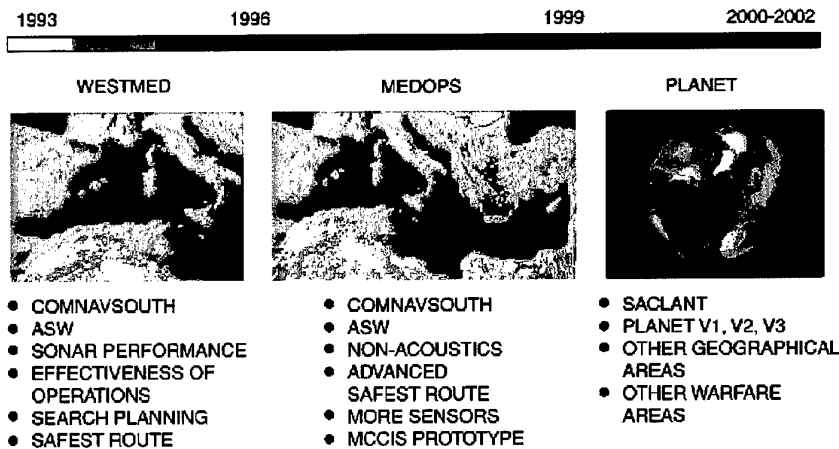 1993 1996 1999 2000-2002
WESTMED MEDOPS PLANET
● COMNAVSOUTH
● ASW
● SONAR PERFORMANCE
● EFFECTIVENESS OF
OPERATIONS
● SEARCH PLANNING
● SAFEST ROUTE
● COMNAVSOUTH
● ASW
● NON-ACOUSTICS
● ADVANCED
SAFEST ROUTE
● MORE SENSORS
● MCCIS PROTOTYPE
● SACLANT
● PLANET V1, V2, V3
● OTHER GEOGRAPHICAL
AREAS
● OTHER WARFARE
AREAS